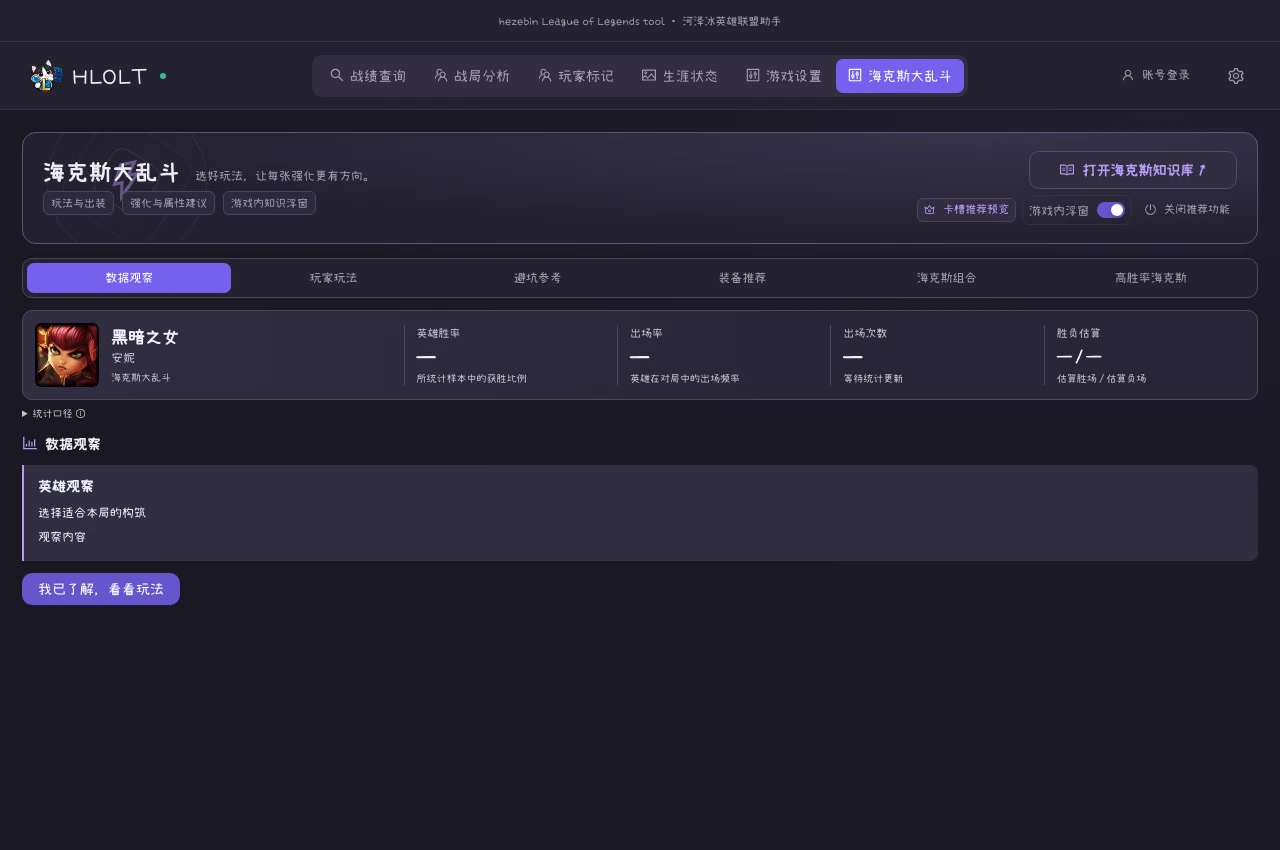 hezebin League of Legends tool · 河泽冰英雄联盟助手
HLOLT
战绩查询 战局分析 玩家标记 生涯状态 游戏设置 海克斯大乱斗
账号登录
海克斯大乱斗 选好玩法，让每张强化更有方向。
玩法与出装 强化与属性建议 游戏内知识浮窗
打开海克斯知识库↗
卡槽推荐预览 游戏内浮窗 关闭推荐功能
数据观察 玩家玩法 避坑参考 装备推荐 海克斯组合 高胜率海克斯
黑暗之女
安妮
海克斯大乱斗
英雄胜率
—
所统计样本中的获胜比例
出场率
—
英雄在对局中的出场频率
出场次数
—
等待统计更新
胜负估算
— / —
估算胜场 / 估算负场
统计口径
数据观察
英雄观察
选择适合本局的构筑
观察内容
我已了解，看看玩法